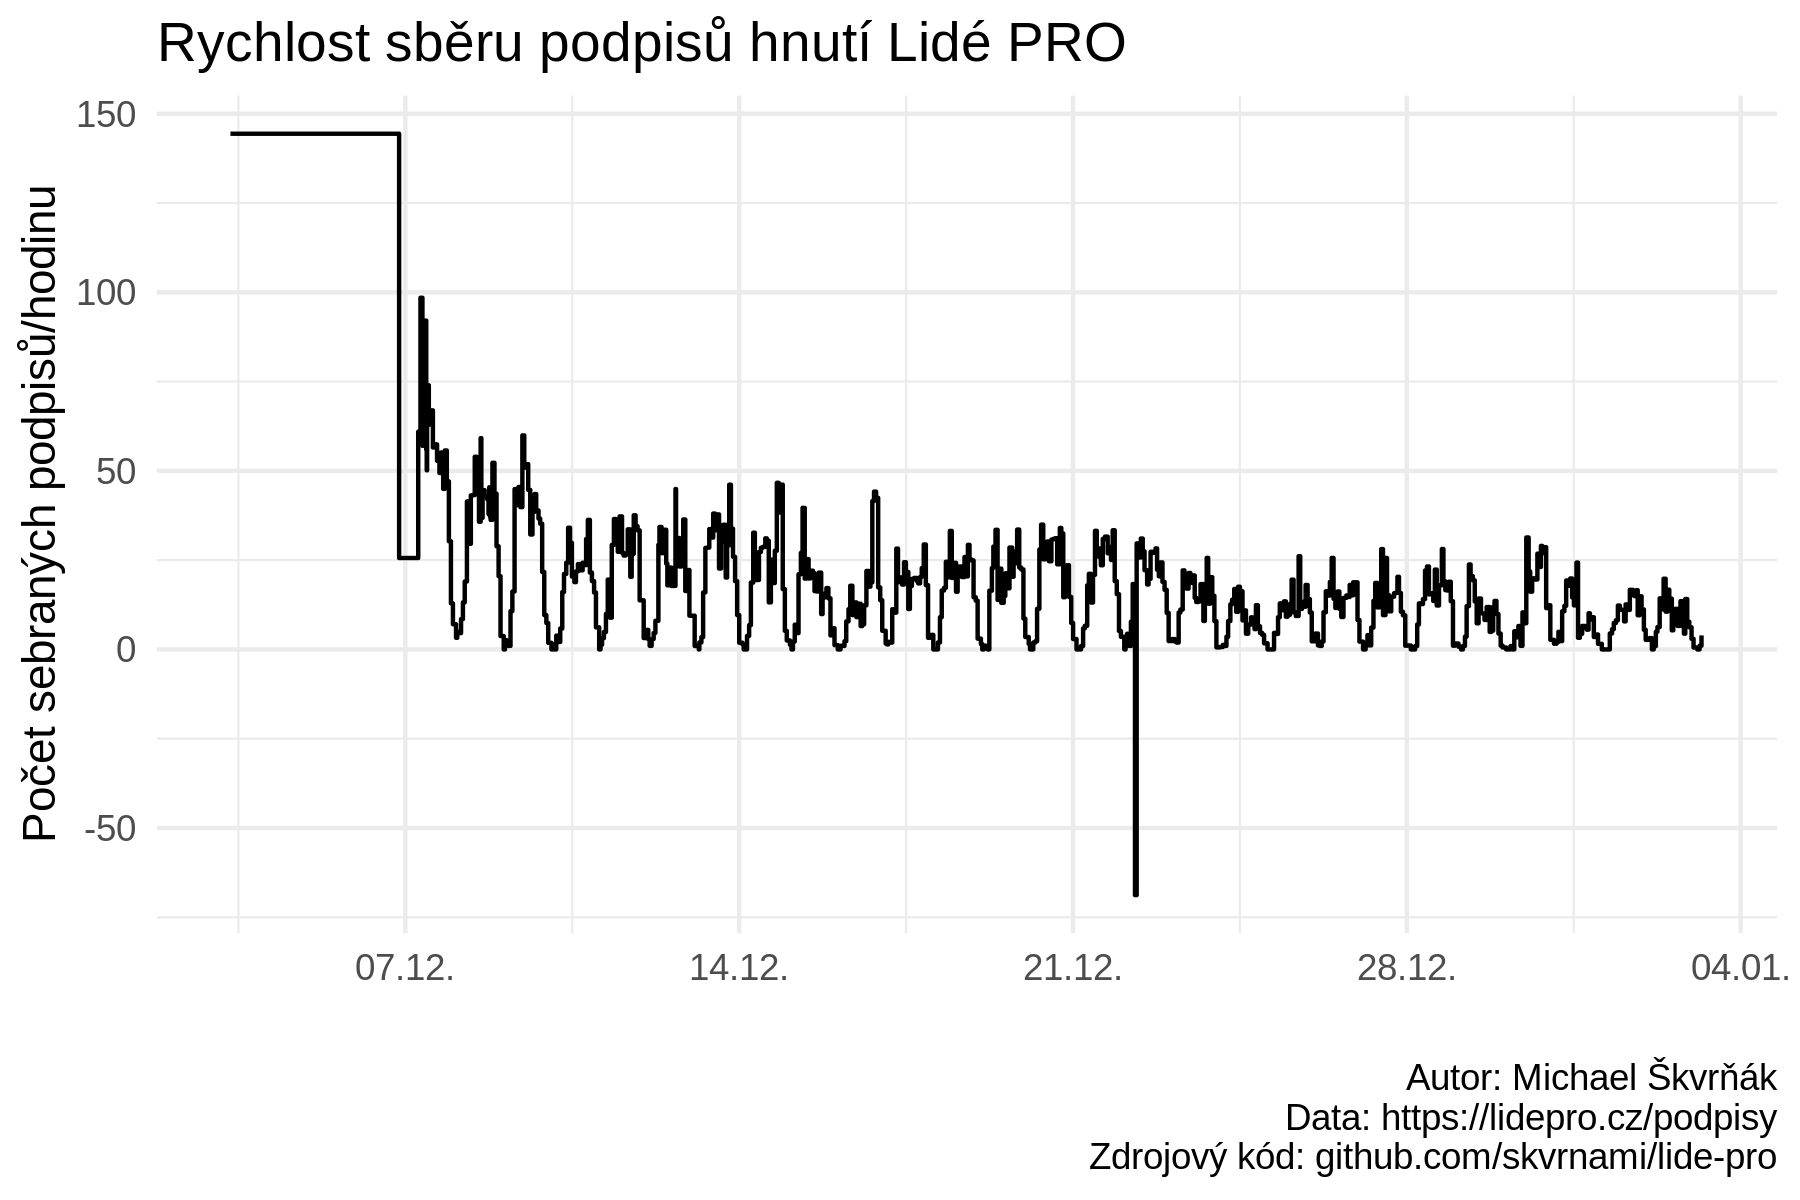 Rychlost sběru podpisů hnutí Lidé PRO
Počet sebraných podpisů/hodinu
150
100
50
0
-50
07.12.
14.12.
21.12.
28.12.
04.01.
Autor: Michael Škvrňák
Data: https://lidepro.cz/podpisy
Zdrojový kód: github.com/skvrnami/lide-pro